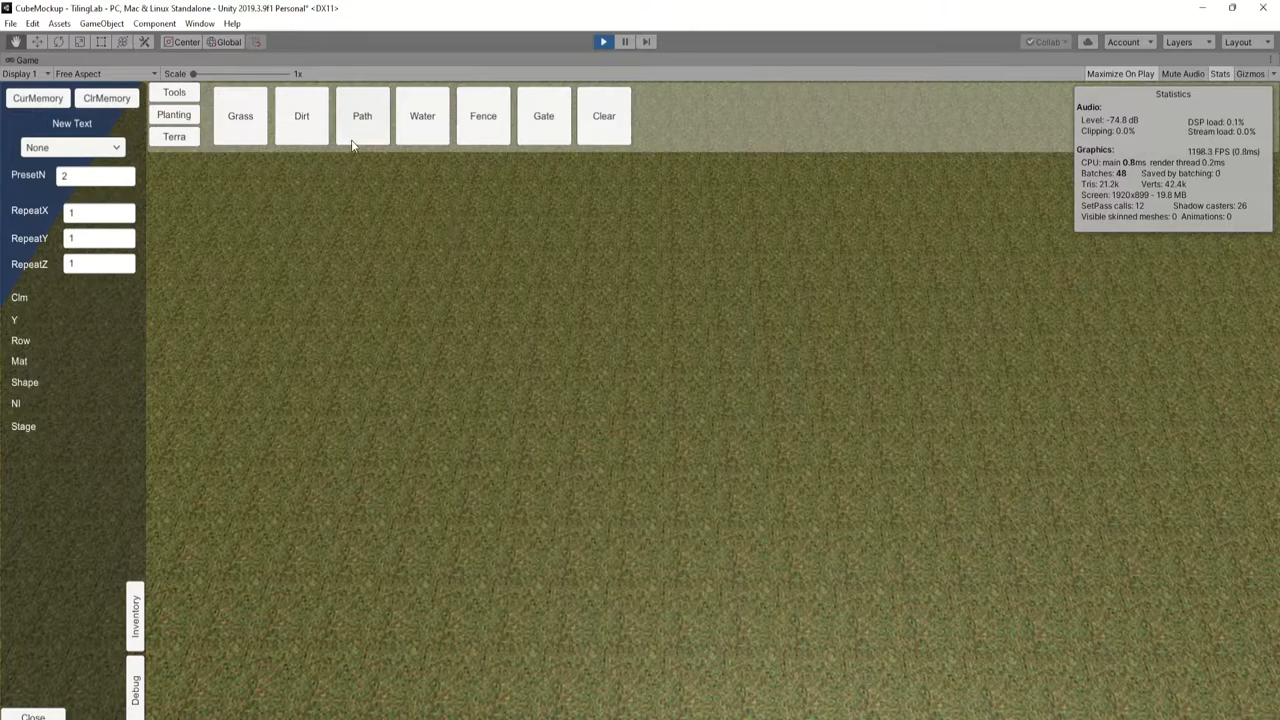 CubeMockup - TilingLab - PC, Mac & Linux Standalone - Unity 2019.3.9f1 Personal* <DX11>
File Edit Assets GameObject Component Window Help
Center Global Collab Account Layers Layout
Game
Display 1 Free Aspect Scale 1x Maximize On Play Mute Audio Stats Gizmos
CurMemory ClrMemory
New Text
None
PresetN 2
RepeatX 1
RepeatY 1
RepeatZ 1
Clm
Y
Row
Mat
Shape
NI
Stage
Inventory
Debug
Close
Tools
Planting
Terra
Grass Dirt Path Water Fence Gate Clear
Statistics
Audio:
Level: -74.8 dB DSP load: 0.1%
Clipping: 0.0% Stream load: 0.0%
Graphics: 1198.3 FPS (0.8ms)
CPU: main 0.8ms render thread 0.2ms
Batches: 48 Saved by batching: 0
Tris: 21.2k Verts: 42.4k
Screen: 1920x899 - 19.8 MB
SetPass calls: 12 Shadow casters: 26
Visible skinned meshes: 0 Animations: 0